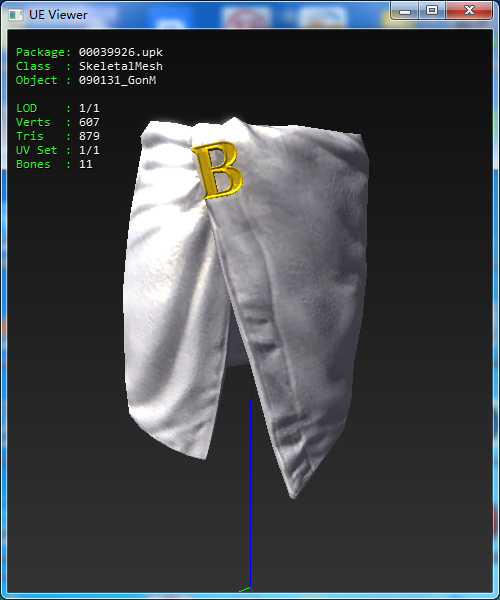 UE Viewer
Package: 00039926.upk
Class  : SkeletalMesh
Object : 090131_GonM
LOD    : 1/1
Verts  : 607
Tris   : 879
UV Set : 1/1
Bones  : 11
B